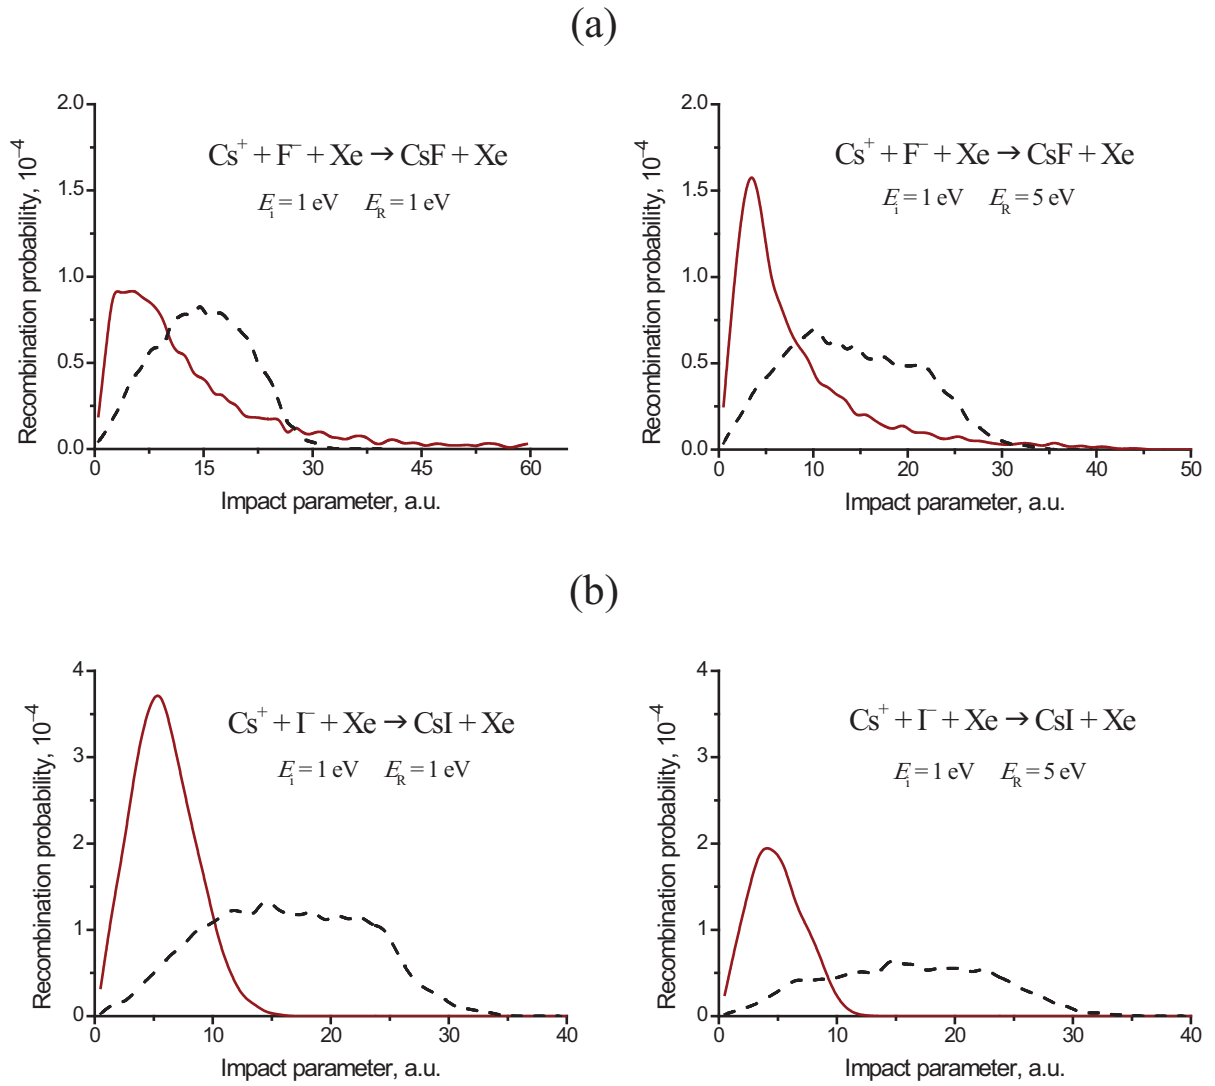 (a)
Recombination probability, 10⁻⁴
2.0
1.5
1.0
0.5
0.0
Cs⁺ + F⁻ + Xe → CsF + Xe
Eᵢ = 1 eV E_R = 1 eV
0 15 30 45 60
Impact parameter, a.u.
Recombination probability, 10⁻⁴
2.0
1.5
1.0
0.5
0.0
Cs⁺ + F⁻ + Xe → CsF + Xe
Eᵢ = 1 eV E_R = 5 eV
0 10 20 30 40 50
Impact parameter, a.u.
(b)
Recombination probability, 10⁻⁴
4
3
2
1
0
Cs⁺ + I⁻ + Xe → CsI + Xe
Eᵢ = 1 eV E_R = 1 eV
0 10 20 30 40
Impact parameter, a.u.
Recombination probability, 10⁻⁴
4
3
2
1
0
Cs⁺ + I⁻ + Xe → CsI + Xe
Eᵢ = 1 eV E_R = 5 eV
0 10 20 30 40
Impact parameter, a.u.